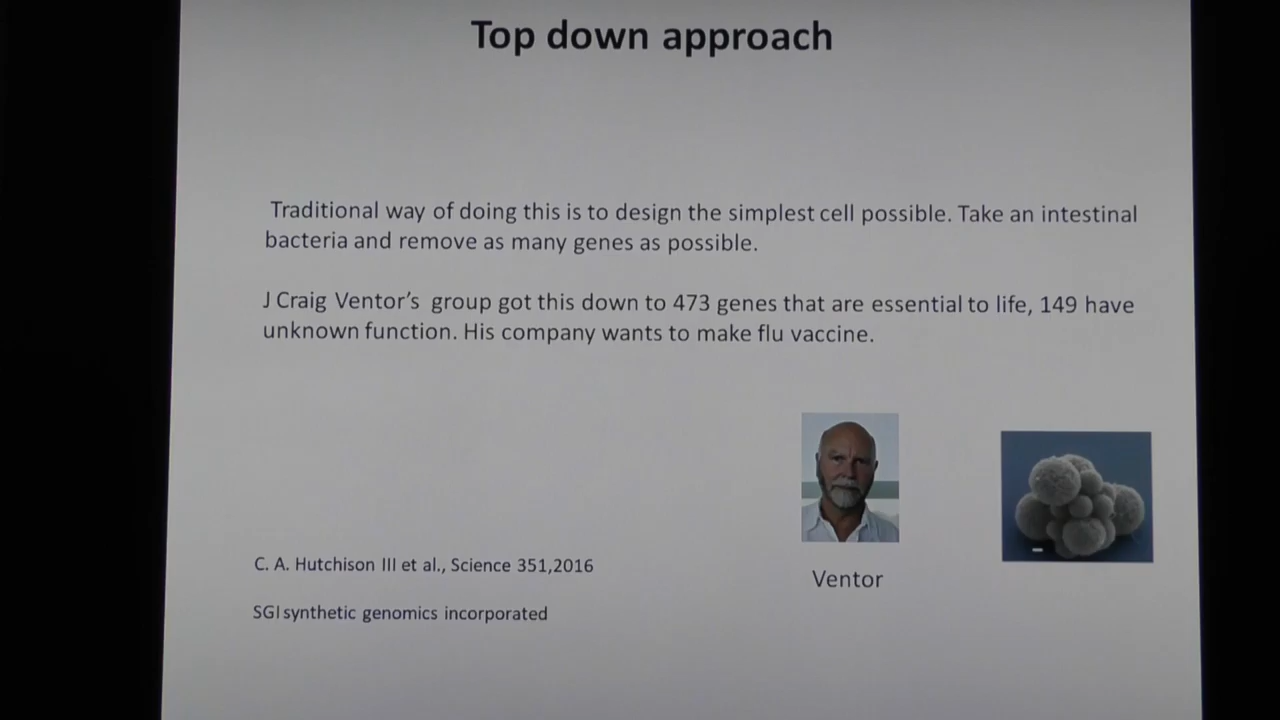 Top down approach
Traditional way of doing this is to design the simplest cell possible. Take an intestinal
bacteria and remove as many genes as possible.
J Craig Ventor's group got this down to 473 genes that are essential to life, 149 have
unknown function. His company wants to make flu vaccine.
Ventor
C. A. Hutchison III et al., Science 351,2016
SGI synthetic genomics incorporated